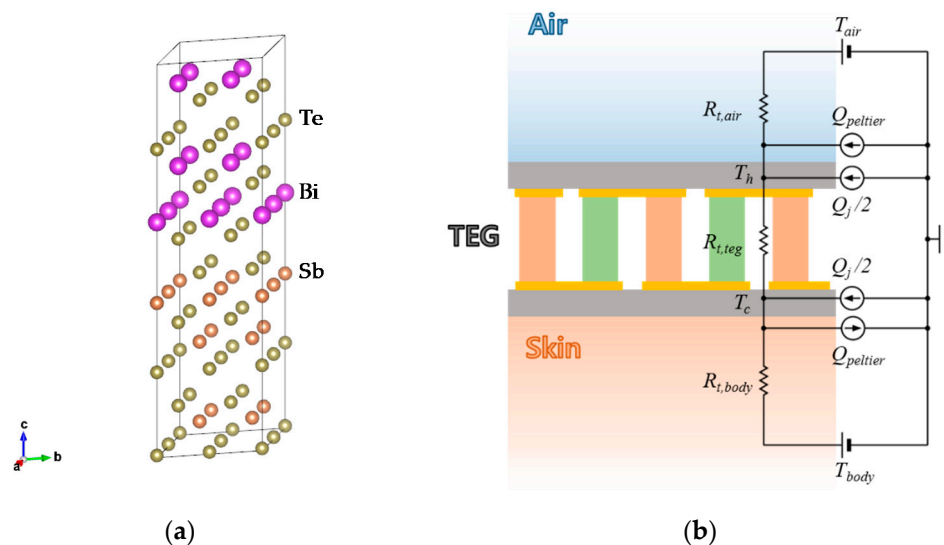 Te
Bi
Sb
c
a
b
(a)
Air
T_air
R_t,air
Q_peltier
T_h
Q_j/2
TEG
R_t,teg
Q_j/2
T_c
Skin
Q_peltier
R_t,body
T_body
(b)